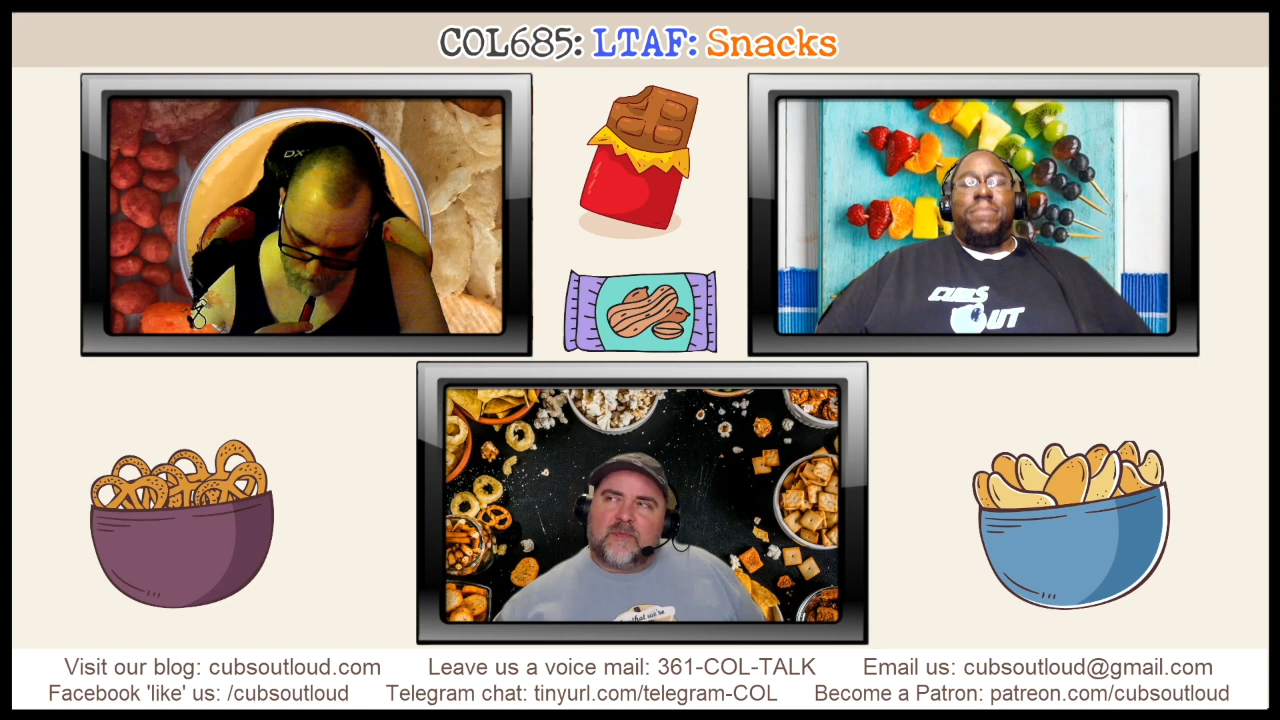 COL685: LTAF: Snacks
DX
CUBS
OUT
Visit our blog: cubsoutloud.com Leave us a voice mail: 361-COL-TALK Email us: cubsoutloud@gmail.com
Facebook 'like' us: /cubsoutloud Telegram chat: tinyurl.com/telegram-COL Become a Patron: patreon.com/cubsoutloud